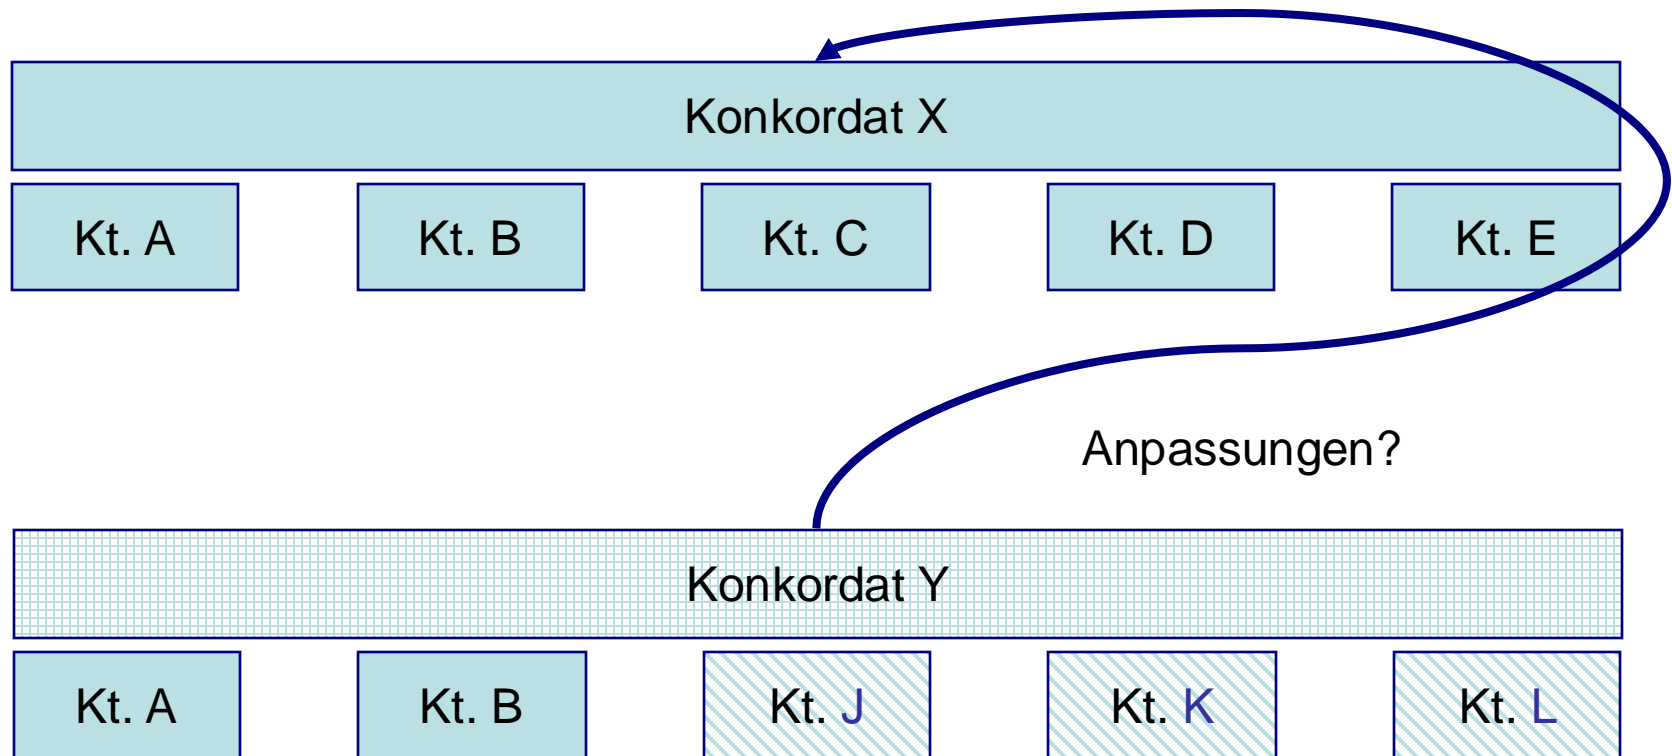 Konkordat X
Kt. A
Kt. B
Kt. C
Kt. D
Kt. E
Anpassungen?
Konkordat Y
Kt. A
Kt. B
Kt. J
Kt. K
Kt. L